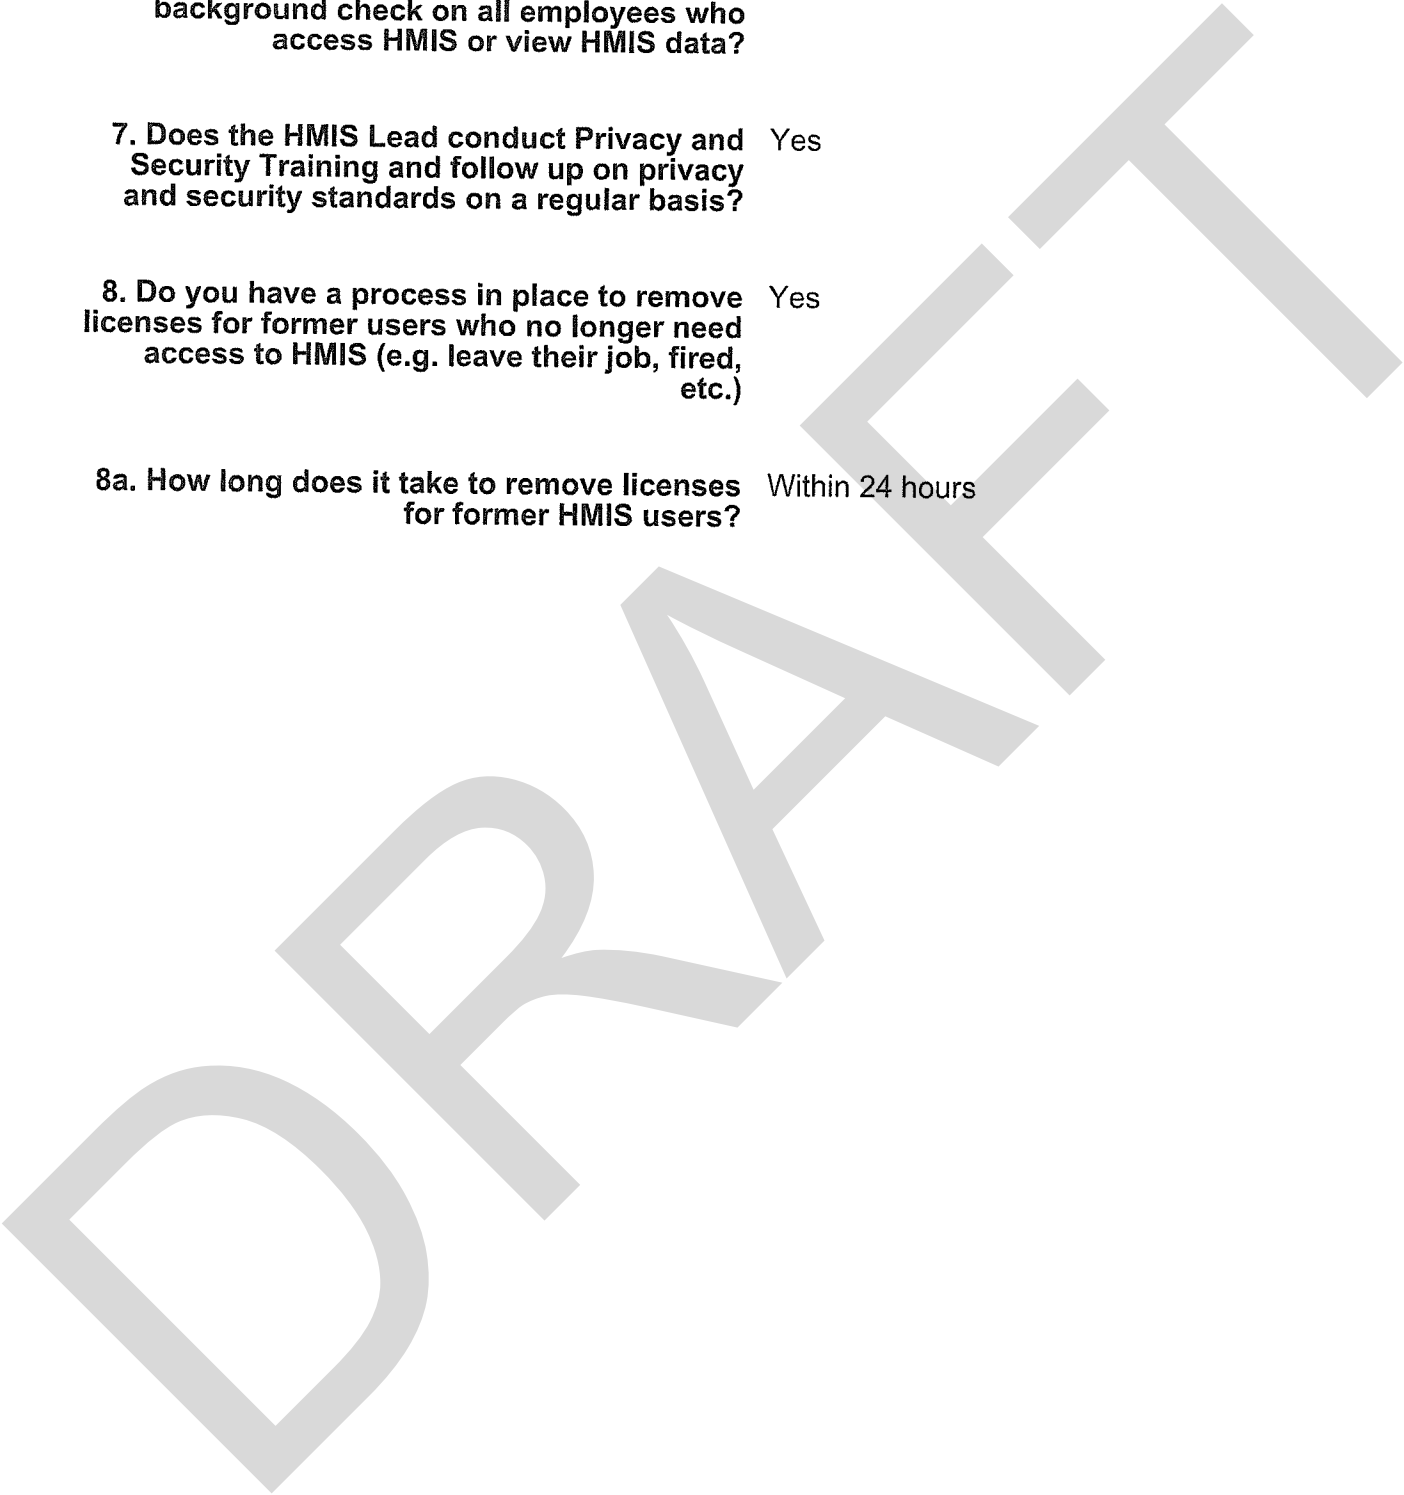 background check on all employees who
access HMIS or view HMIS data?
7. Does the HMIS Lead conduct Privacy and Yes
Security Training and follow up on privacy
and security standards on a regular basis?
8. Do you have a process in place to remove Yes
licenses for former users who no longer need
access to HMIS (e.g. leave their job, fired,
etc.)
8a. How long does it take to remove licenses Within 24 hours
for former HMIS users?
DRAFT